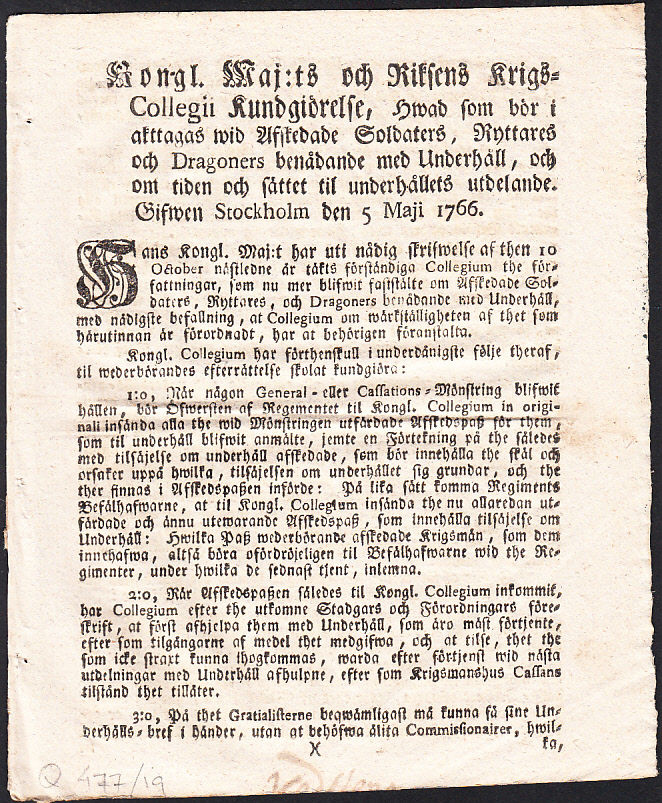 Kongl. Maj:ts och Riksens Krigs-
Collegii Kundgiörelse, Hwad som bör i
akttagas wid Afskedade Soldaters, Ryttares
och Dragoners benådande med Underhåll, och
om tiden och sättet til underhållets utdelande.
Gifwen Stockholm den 5 Maji 1766.
Hans Kongl. Maj:t har uti nådig skrifwelse af then 10
October nästledne år täkts förständiga Collegium the för-
fattningar, som nu mer blifwit fastställte om Afskedade Sol-
daters, Ryttares, och Dragoners benådande med Underhåll,
med nådigste befallning, at Collegium om wärkställigheten af thet som
härutinnan är förordnadt, har at behörigen föranstalta.
Kongl. Collegium har förthenskull i underdånigste följe theraf,
til wederbörandes efterrättelse skolat kundgiöra:
1:o, När någon General- eller Cassations-Mönstring blifwit
hållen, bör Öfwersten af Regementet til Kongl. Collegium in origi-
nali insända alla the wid Mönstringen utfärdade Afskedspaß för them,
som til underhåll blifwit anmälte, jemte en Förtekning på the således
med tilsäjelse om underhåll afskedade, som bör innehålla the skäl och
orsaker uppå hwilka, tilsäjelsen om underhållet sig grundar, och the
ther finnas i Afskedspaßen införde: På lika sätt komma Regiments
Befälhafwarne, at til Kongl. Collegium insända the nu allaredan ut-
färdade och ännu utewarande Afskedspaß, som innehålla tilsäjelse om
Underhåll: Hwilka Paß wederbörande afskedade Krigsmän, som dem
innehafwa, altså böra ofördröjeligen til Befälhafwarne wid the Re-
gimenter, under hwilka de sednast tjent, inlemna.
2:o, När Afskedspaßen således til Kongl. Collegium inkommit,
har Collegium efter the utkomne Stadgars och Förordningars före-
skrift, at först afhjelpa them med Underhåll, som äro mäst förtjente,
efter som tilgångarne af medel thet medgifwa, och at tilse, thet the
som icke straxt kunna ihogkommas, warda efter förtjenst wid nästa
utdelningar med Underhåll afhulpne, efter som Krigsmanshus Cassans
tilstånd thet tillåter.
3:o, På thet Gratialisterne beqwämligast må kunna få sine Un-
derhålls-bref i händer, utan at behöfwa ålita Commissionairer, hwil-
X ka,
Q 477/19